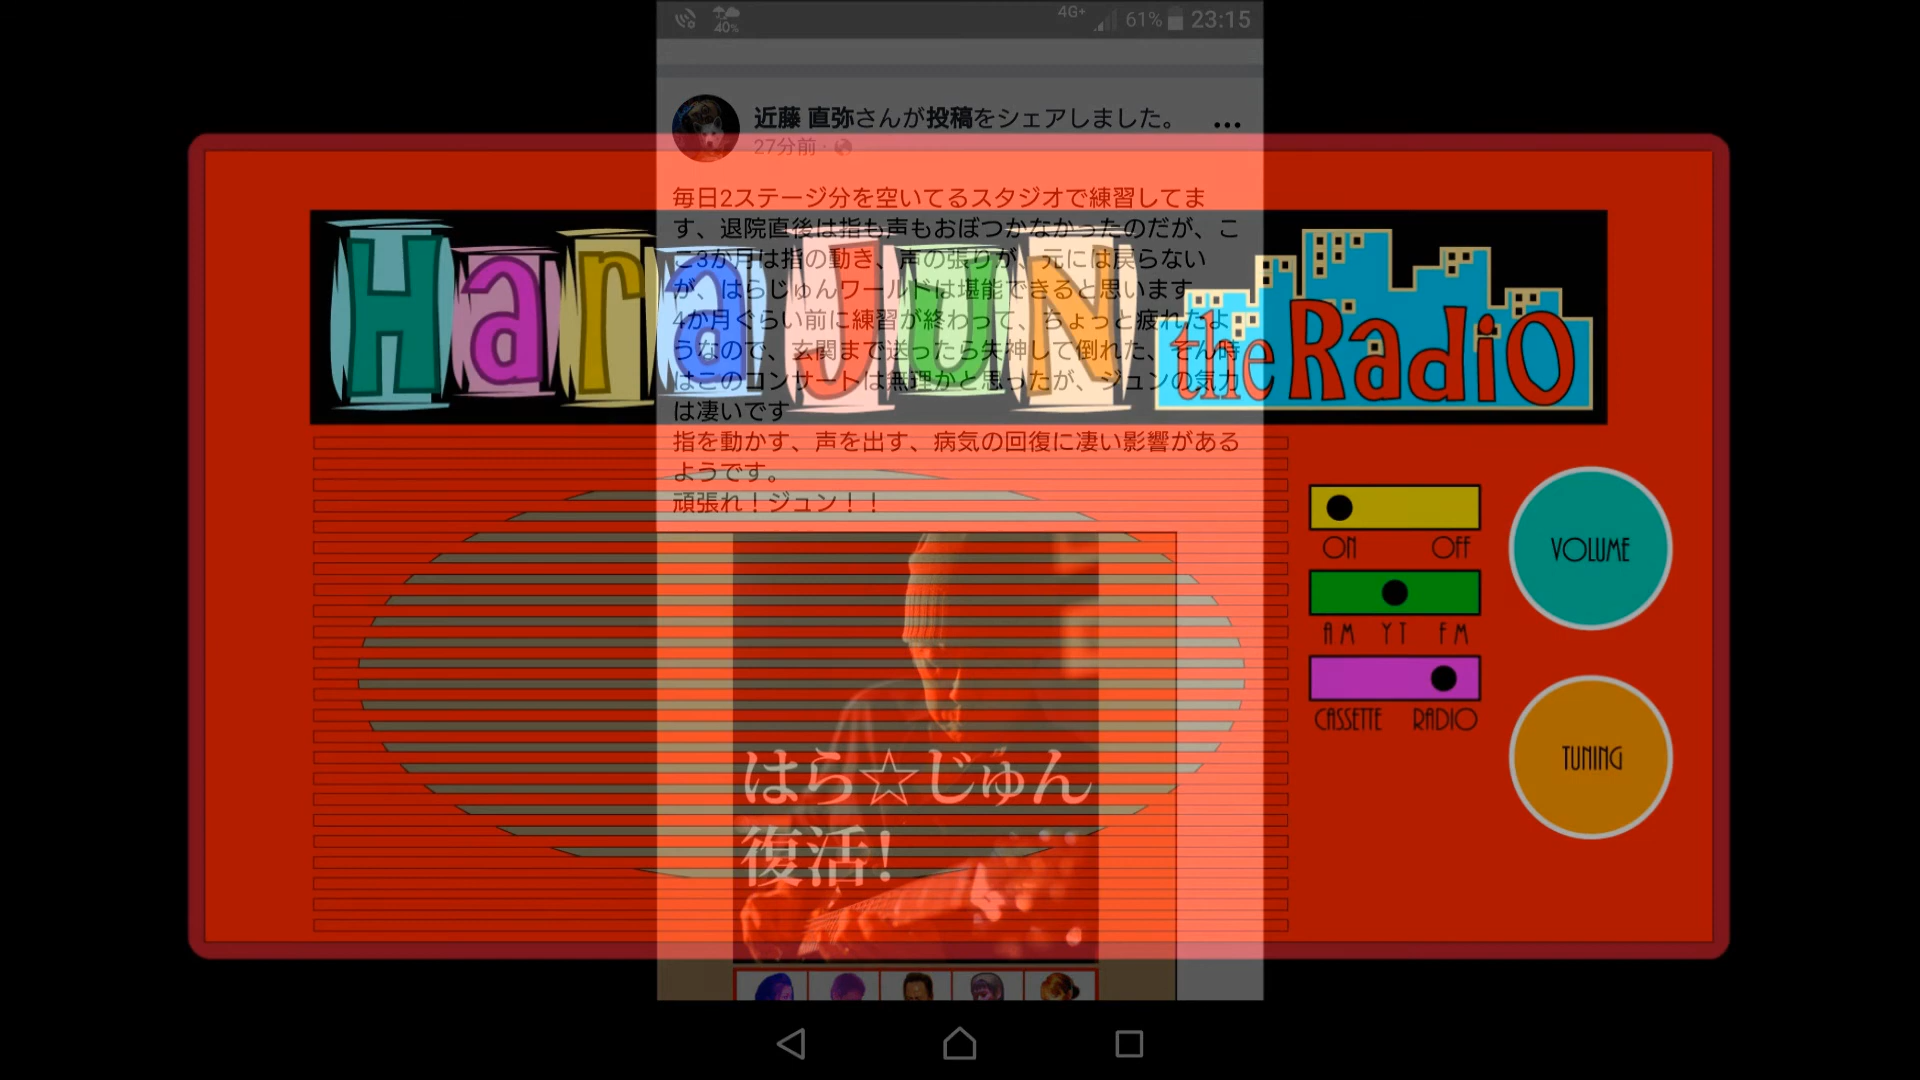 4G+ 61% 23:15
40%
近藤 直弥さんが投稿をシェアしました。
27分前
毎日2ステージ分を空いてるスタジオで練習してま
す、退院直後は指も声もおぼつかなかったのだが、こ
こ3か月は指の動き、声の張りが、元には戻らない
が、はらじゅんワールドは堪能できると思います
4か月ぐらい前に練習が終わって、ちょっと疲れたよ
うなので、玄関まで送ったら失神して倒れた、そん時
はこのコンサートは無理かと思ったが、ジュンの気力
は凄いです
指を動かす、声を出す、病気の回復に凄い影響がある
ようです。
頑張れ！ジュン！！
Hara JUN the Radio
ON OFF
AM YT FM
CASSETTE RADIO
VOLUME
TUNING
はら☆じゅん
復活!